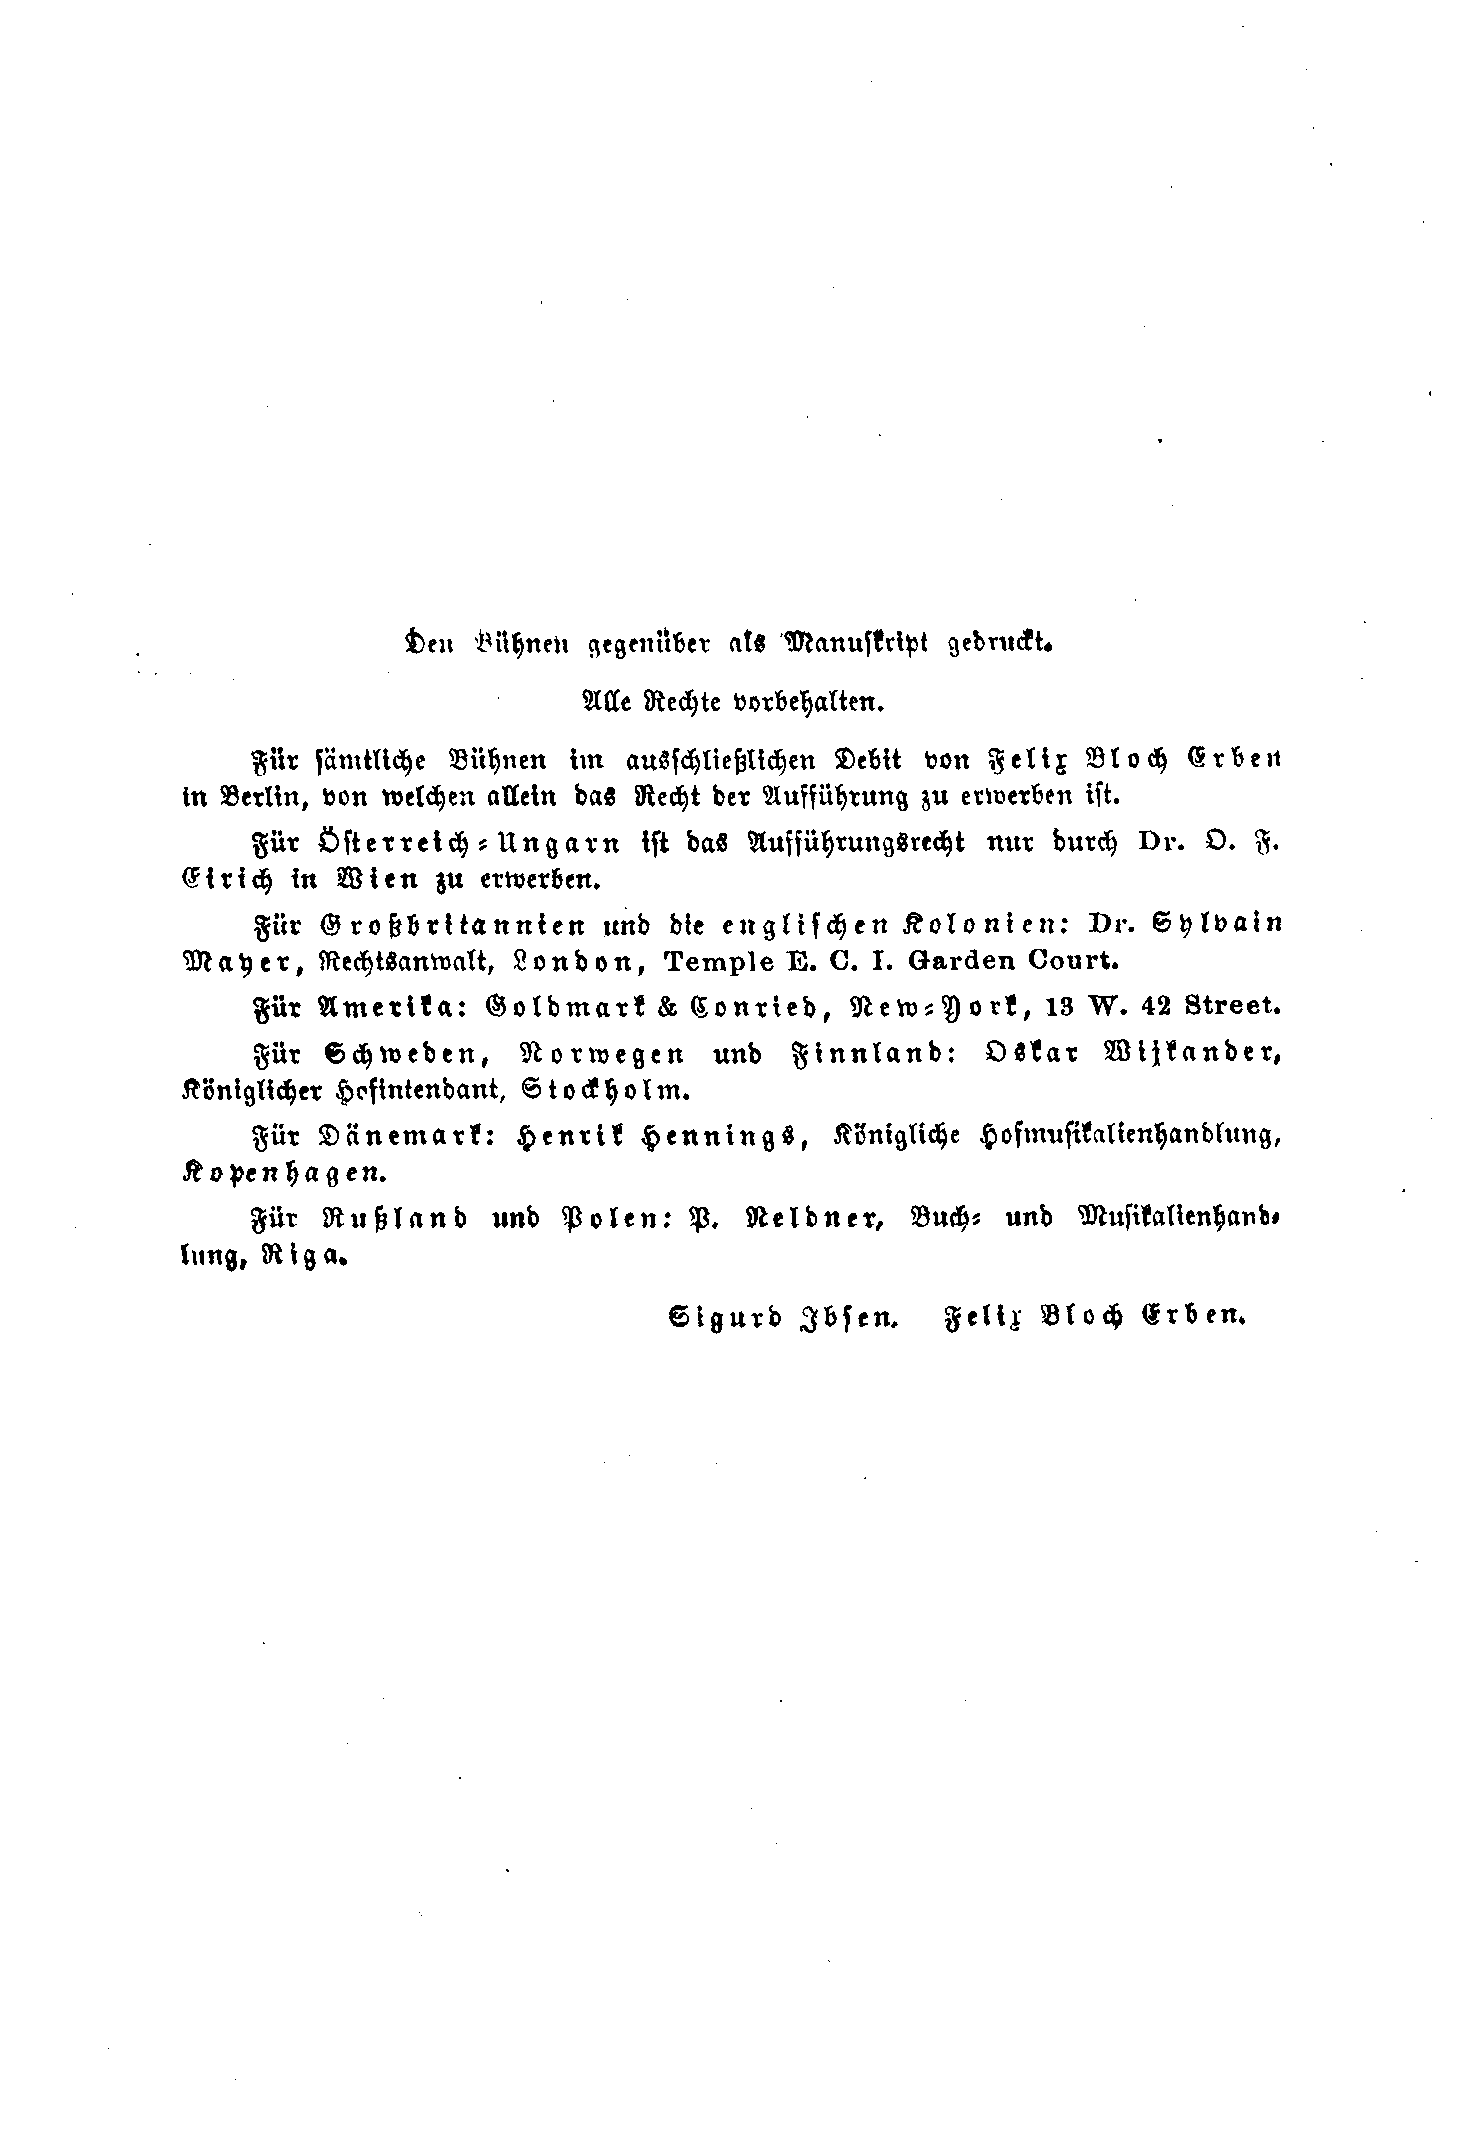 Den Bühnen gegenüber als Manuskript gedruckt.
Alle Rechte vorbehalten.
Für sämtliche Bühnen im ausschließlichen Debit von Felix Bloch Erben
in Berlin, von welchen allein das Recht der Aufführung zu erwerben ist.
Für Österreich-Ungarn ist das Aufführungsrecht nur durch Dr. O. F.
Eirich in Wien zu erwerben.
Für Großbritannien und die englischen Kolonien: Dr. Sylvain
Mayer, Rechtsanwalt, London, Temple E. C. I. Garden Court.
Für Amerika: Goldmark & Conried, New-York, 13 W. 42 Street.
Für Schweden, Norwegen und Finnland: Oskar Wijkander,
Königlicher Hofintendant, Stockholm.
Für Dänemark: Henrik Hennings, Königliche Hofmusikalienhandlung,
Kopenhagen.
Für Rußland und Polen: P. Neldner, Buch- und Musikalienhand-
lung, Riga.
Sigurd Ibsen. Felix Bloch Erben.